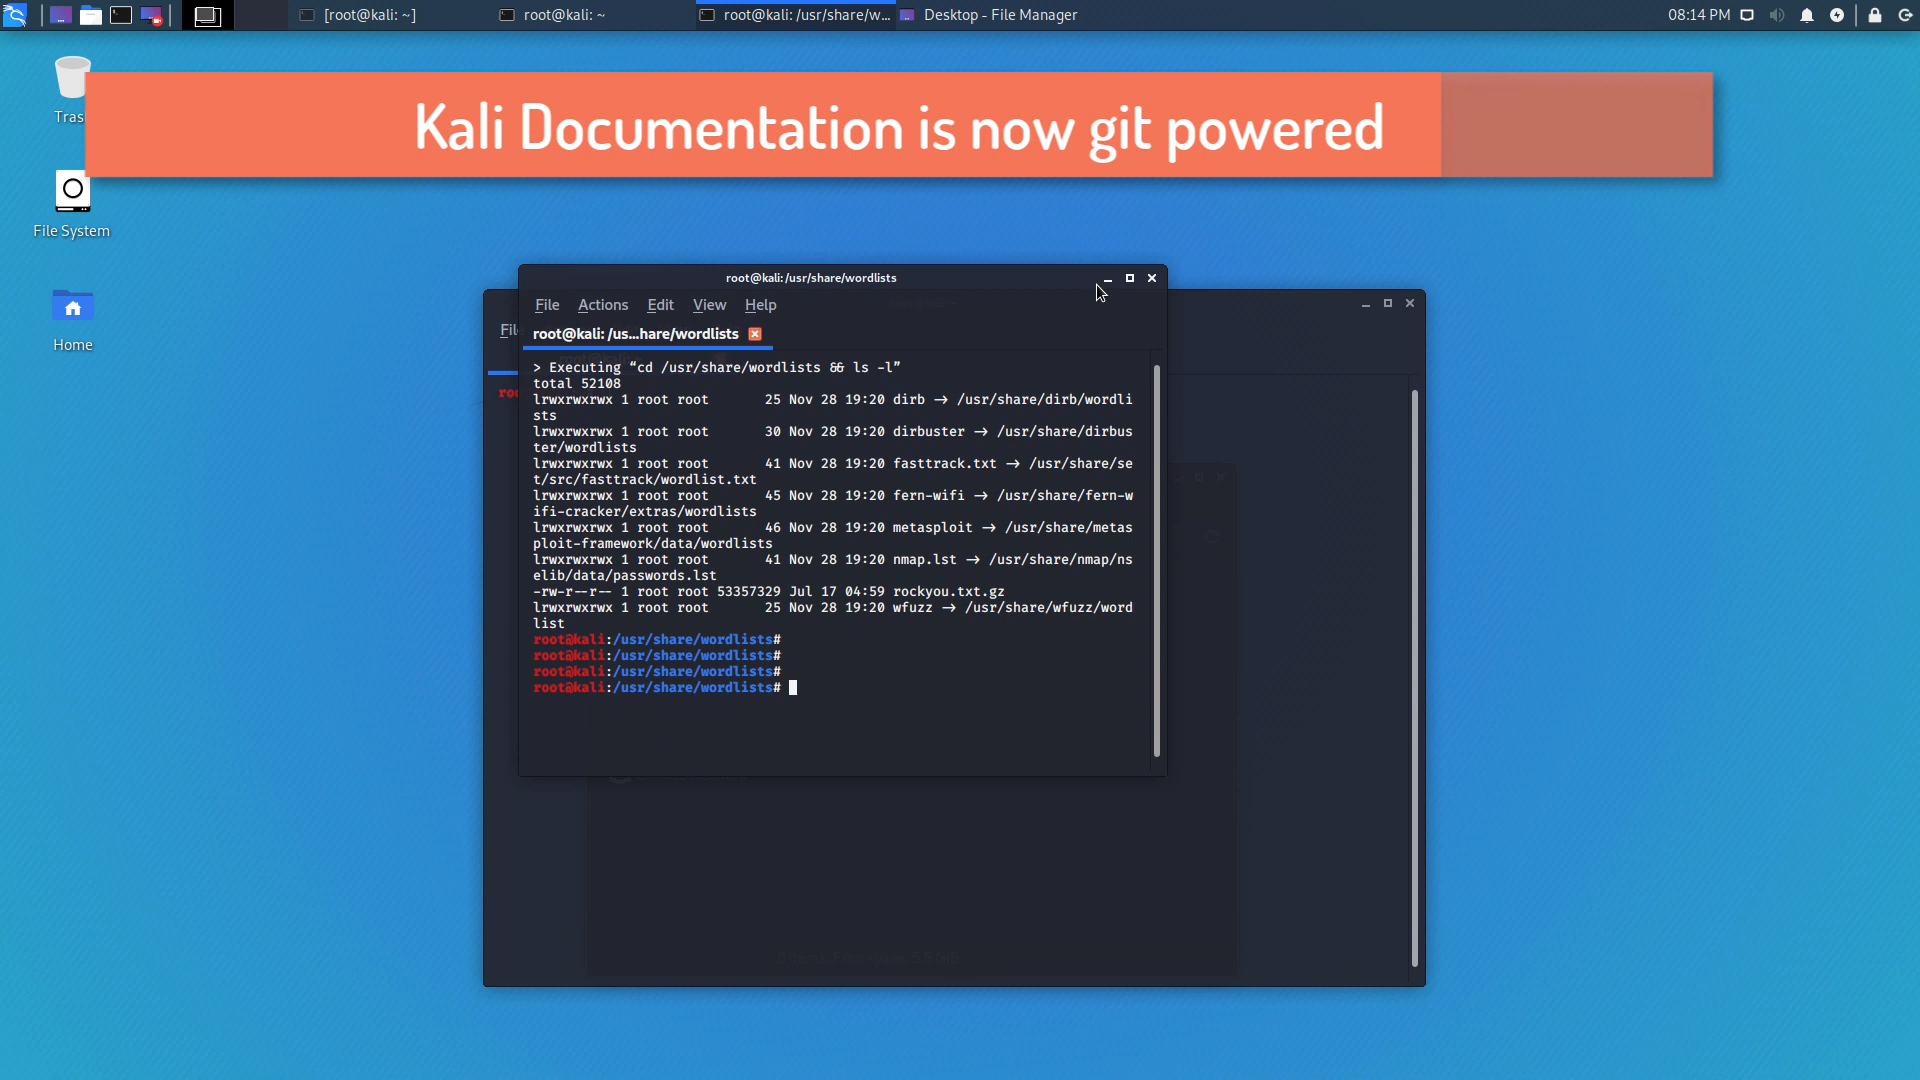 [root@kali: ~]
root@kali: ~
root@kali: /usr/share/w...
Desktop - File Manager
08:14 PM
Kali Documentation is now git powered
Tras
File System
Home
root@kali: /usr/share/wordlists
File Actions Edit View Help
Fil
root@kali: /us...hare/wordlists
> Executing “cd /usr/share/wordlists && ls -l”
total 52108
lrwxrwxrwx 1 root root       25 Nov 28 19:20 dirb → /usr/share/dirb/wordli
sts
lrwxrwxrwx 1 root root       30 Nov 28 19:20 dirbuster → /usr/share/dirbus
ter/wordlists
lrwxrwxrwx 1 root root       41 Nov 28 19:20 fasttrack.txt → /usr/share/se
t/src/fasttrack/wordlist.txt
lrwxrwxrwx 1 root root       45 Nov 28 19:20 fern-wifi → /usr/share/fern-w
ifi-cracker/extras/wordlists
lrwxrwxrwx 1 root root       46 Nov 28 19:20 metasploit → /usr/share/metas
ploit-framework/data/wordlists
lrwxrwxrwx 1 root root       41 Nov 28 19:20 nmap.lst → /usr/share/nmap/ns
elib/data/passwords.lst
-rw-r--r-- 1 root root 53357329 Jul 17 04:59 rockyou.txt.gz
lrwxrwxrwx 1 root root       25 Nov 28 19:20 wfuzz → /usr/share/wfuzz/word
list
root@kali:/usr/share/wordlists#
root@kali:/usr/share/wordlists#
root@kali:/usr/share/wordlists#
root@kali:/usr/share/wordlists#
roo